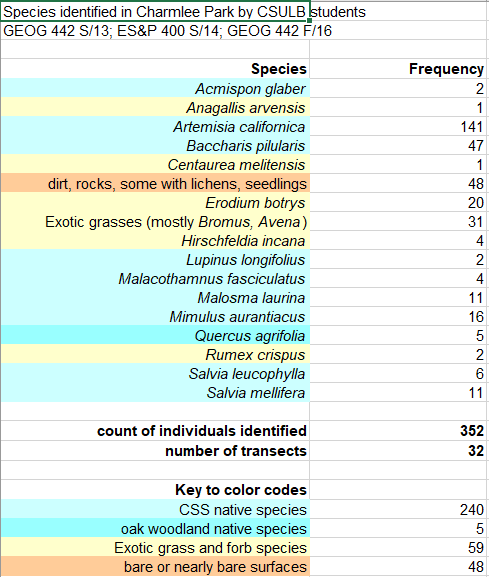 Species identified in Charmlee Park by CSULB students
GEOG 442 S/13; ES&P 400 S/14; GEOG 442 F/16
Species Frequency
Acmispon glaber 2
Anagallis arvensis 1
Artemisia californica 141
Baccharis pilularis 47
Centaurea melitensis 1
dirt, rocks, some with lichens, seedlings 48
Erodium botrys 20
Exotic grasses (mostly Bromus, Avena) 31
Hirschfeldia incana 4
Lupinus longifolius 2
Malacothamnus fasciculatus 4
Malosma laurina 11
Mimulus aurantiacus 16
Quercus agrifolia 5
Rumex crispus 2
Salvia leucophylla 6
Salvia mellifera 11
count of individuals identified 352
number of transects 32
Key to color codes
CSS native species 240
oak woodland native species 5
Exotic grass and forb species 59
bare or nearly bare surfaces 48